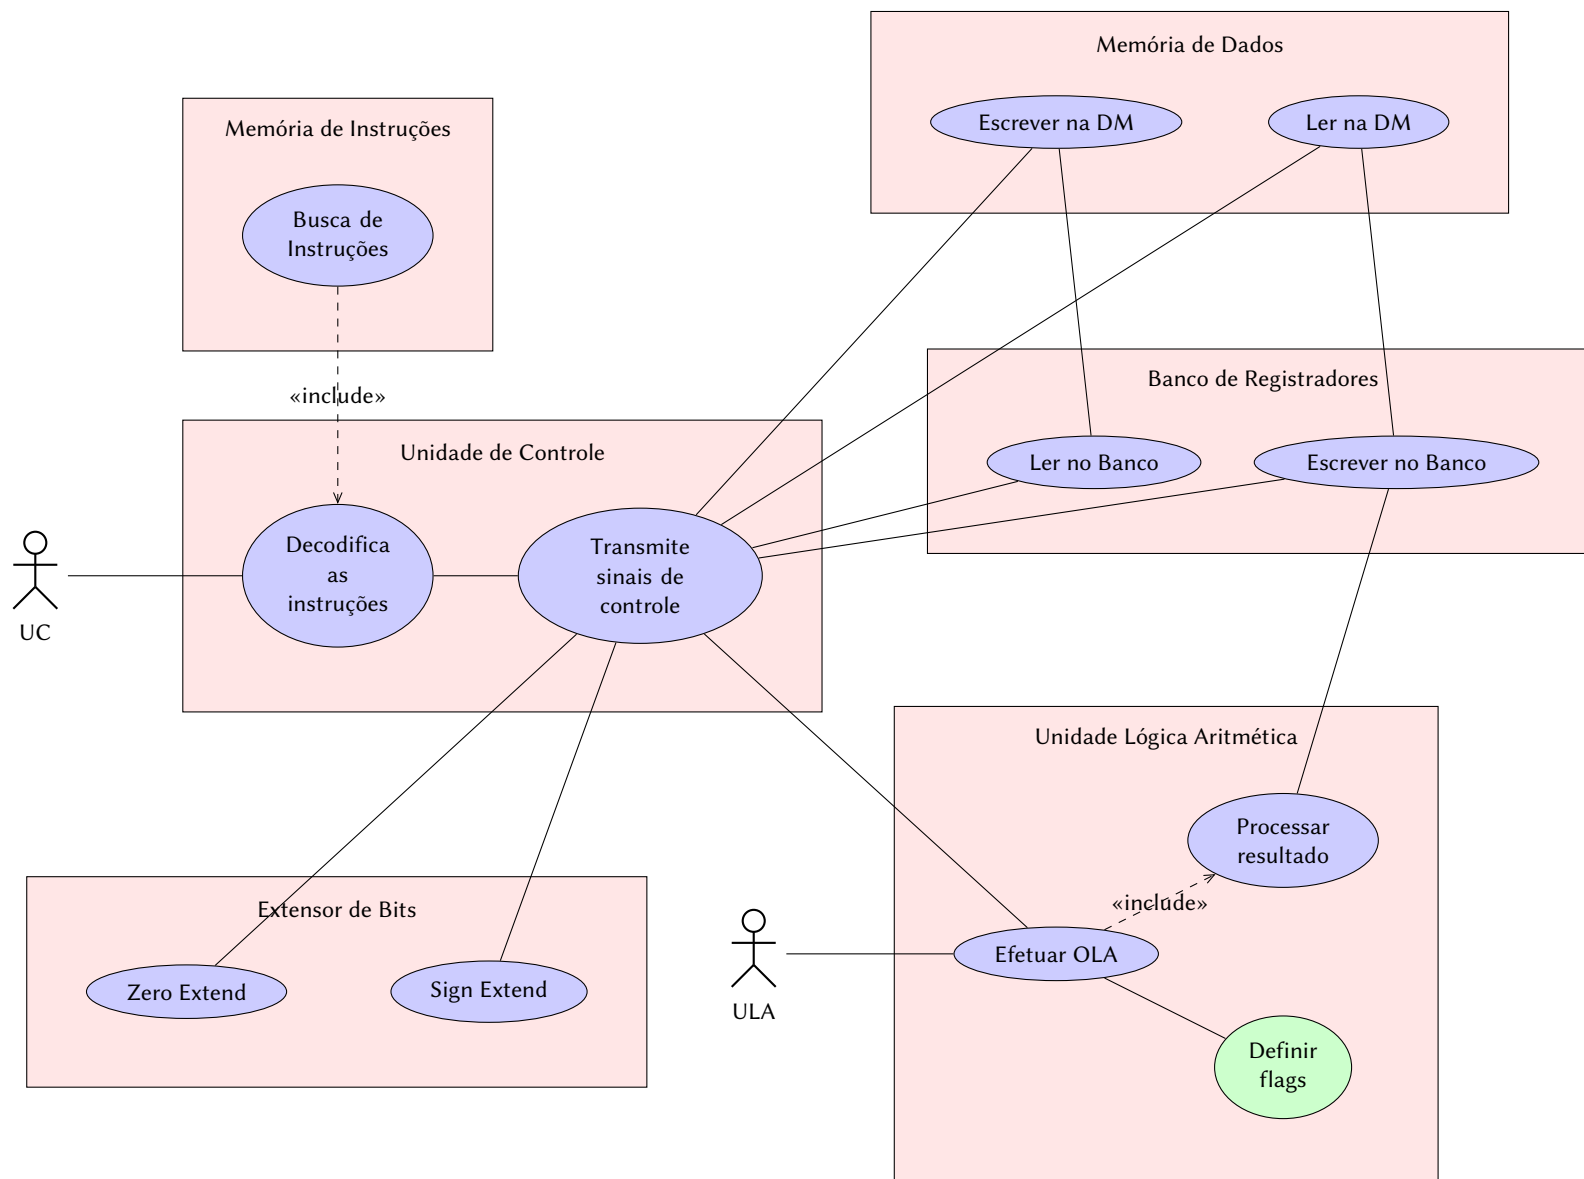 Memória de Dados
Escrever na DM
Ler na DM
Memória de Instruções
Busca de
Instruções
«include»
Banco de Registradores
Ler no Banco
Escrever no Banco
Unidade de Controle
Decodifica
as
instruções
Transmite
sinais de
controle
UC
Unidade Lógica Aritmética
Processar
resultado
«include»
Efetuar OLA
Definir
flags
ULA
Extensor de Bits
Zero Extend
Sign Extend